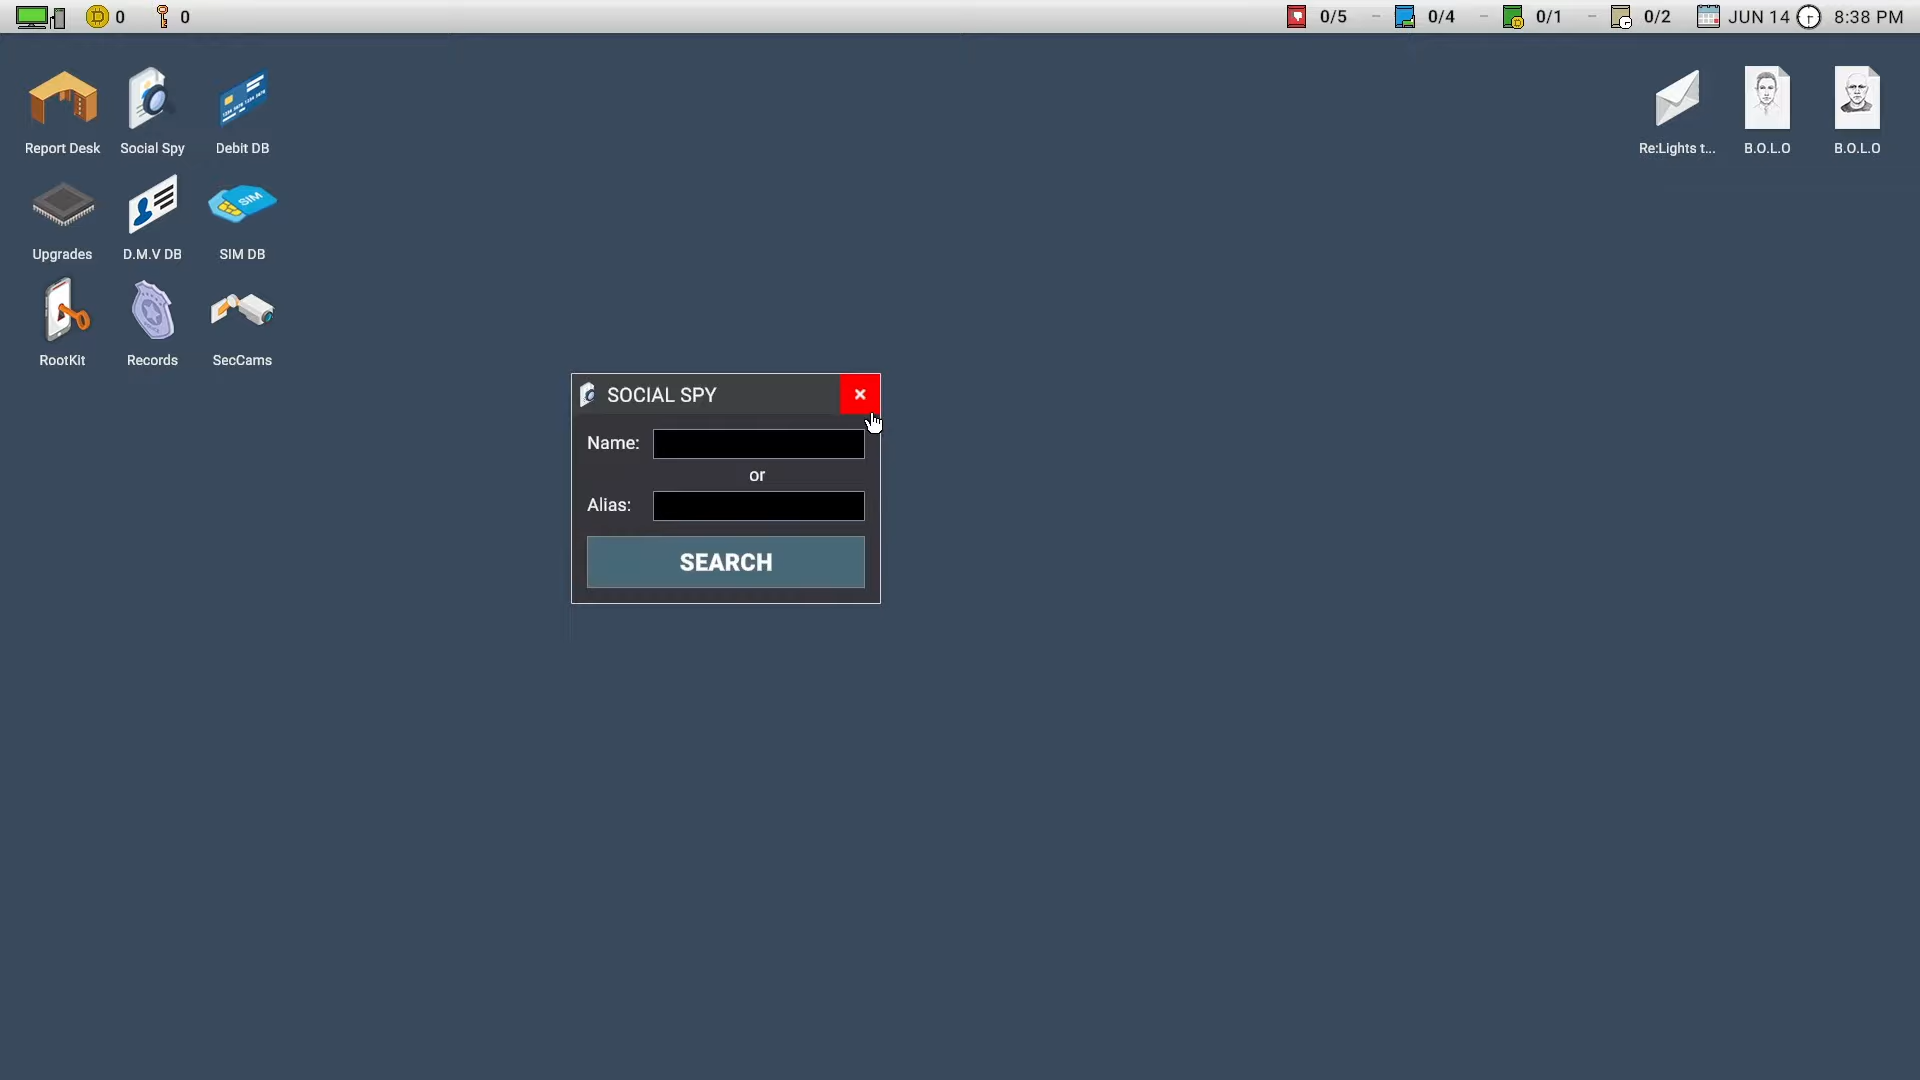 0 0 0/5 – 0/4 – 0/1 – 0/2 JUN 14 8:38 PM
Report Desk Social Spy Debit DB Re:Lights t... B.O.L.O B.O.L.O
SIM
Upgrades D.M.V DB SIM DB
RootKit Records SecCams
SOCIAL SPY
Name:
or
Alias:
SEARCH